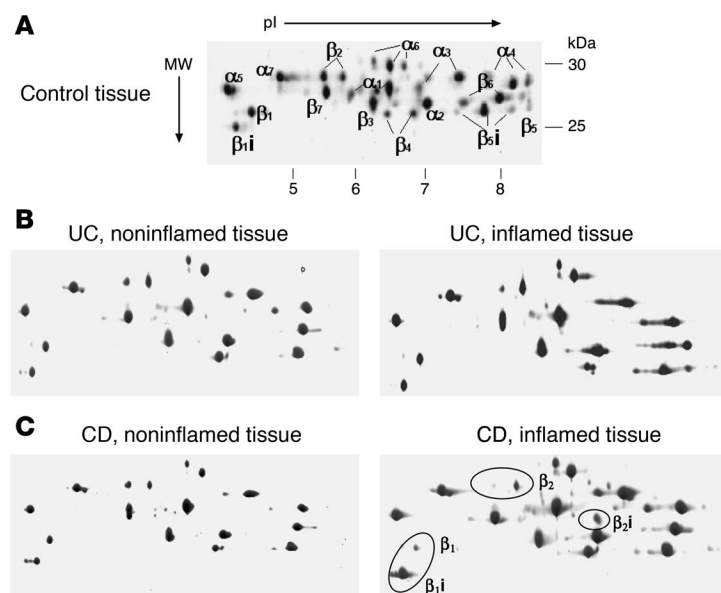 A
pI
kDa
MW
Control tissue
α5
α7
β2
α6
α3
α4
30
β1
β7
α1
β6
β1i
β3
β4
α2
β5i
β5
25
5
6
7
8
B
UC, noninflamed tissue
UC, inflamed tissue
C
CD, noninflamed tissue
CD, inflamed tissue
β2
β2i
β1
β1i